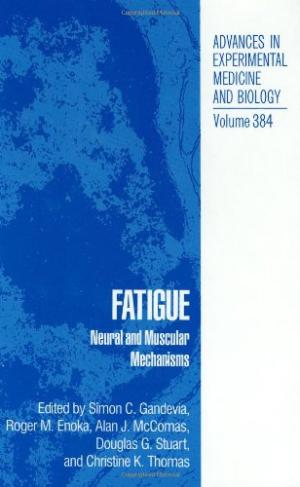 ADVANCES IN
EXPERIMENTAL
MEDICINE
AND BIOLOGY
Volume 384
FATIGUE
Neural and Muscular
Mechanisms
Edited by Simon C. Gandevia,
Roger M. Enoka, Alan J. McComas,
Douglas G. Stuart,
and Christine K. Thomas